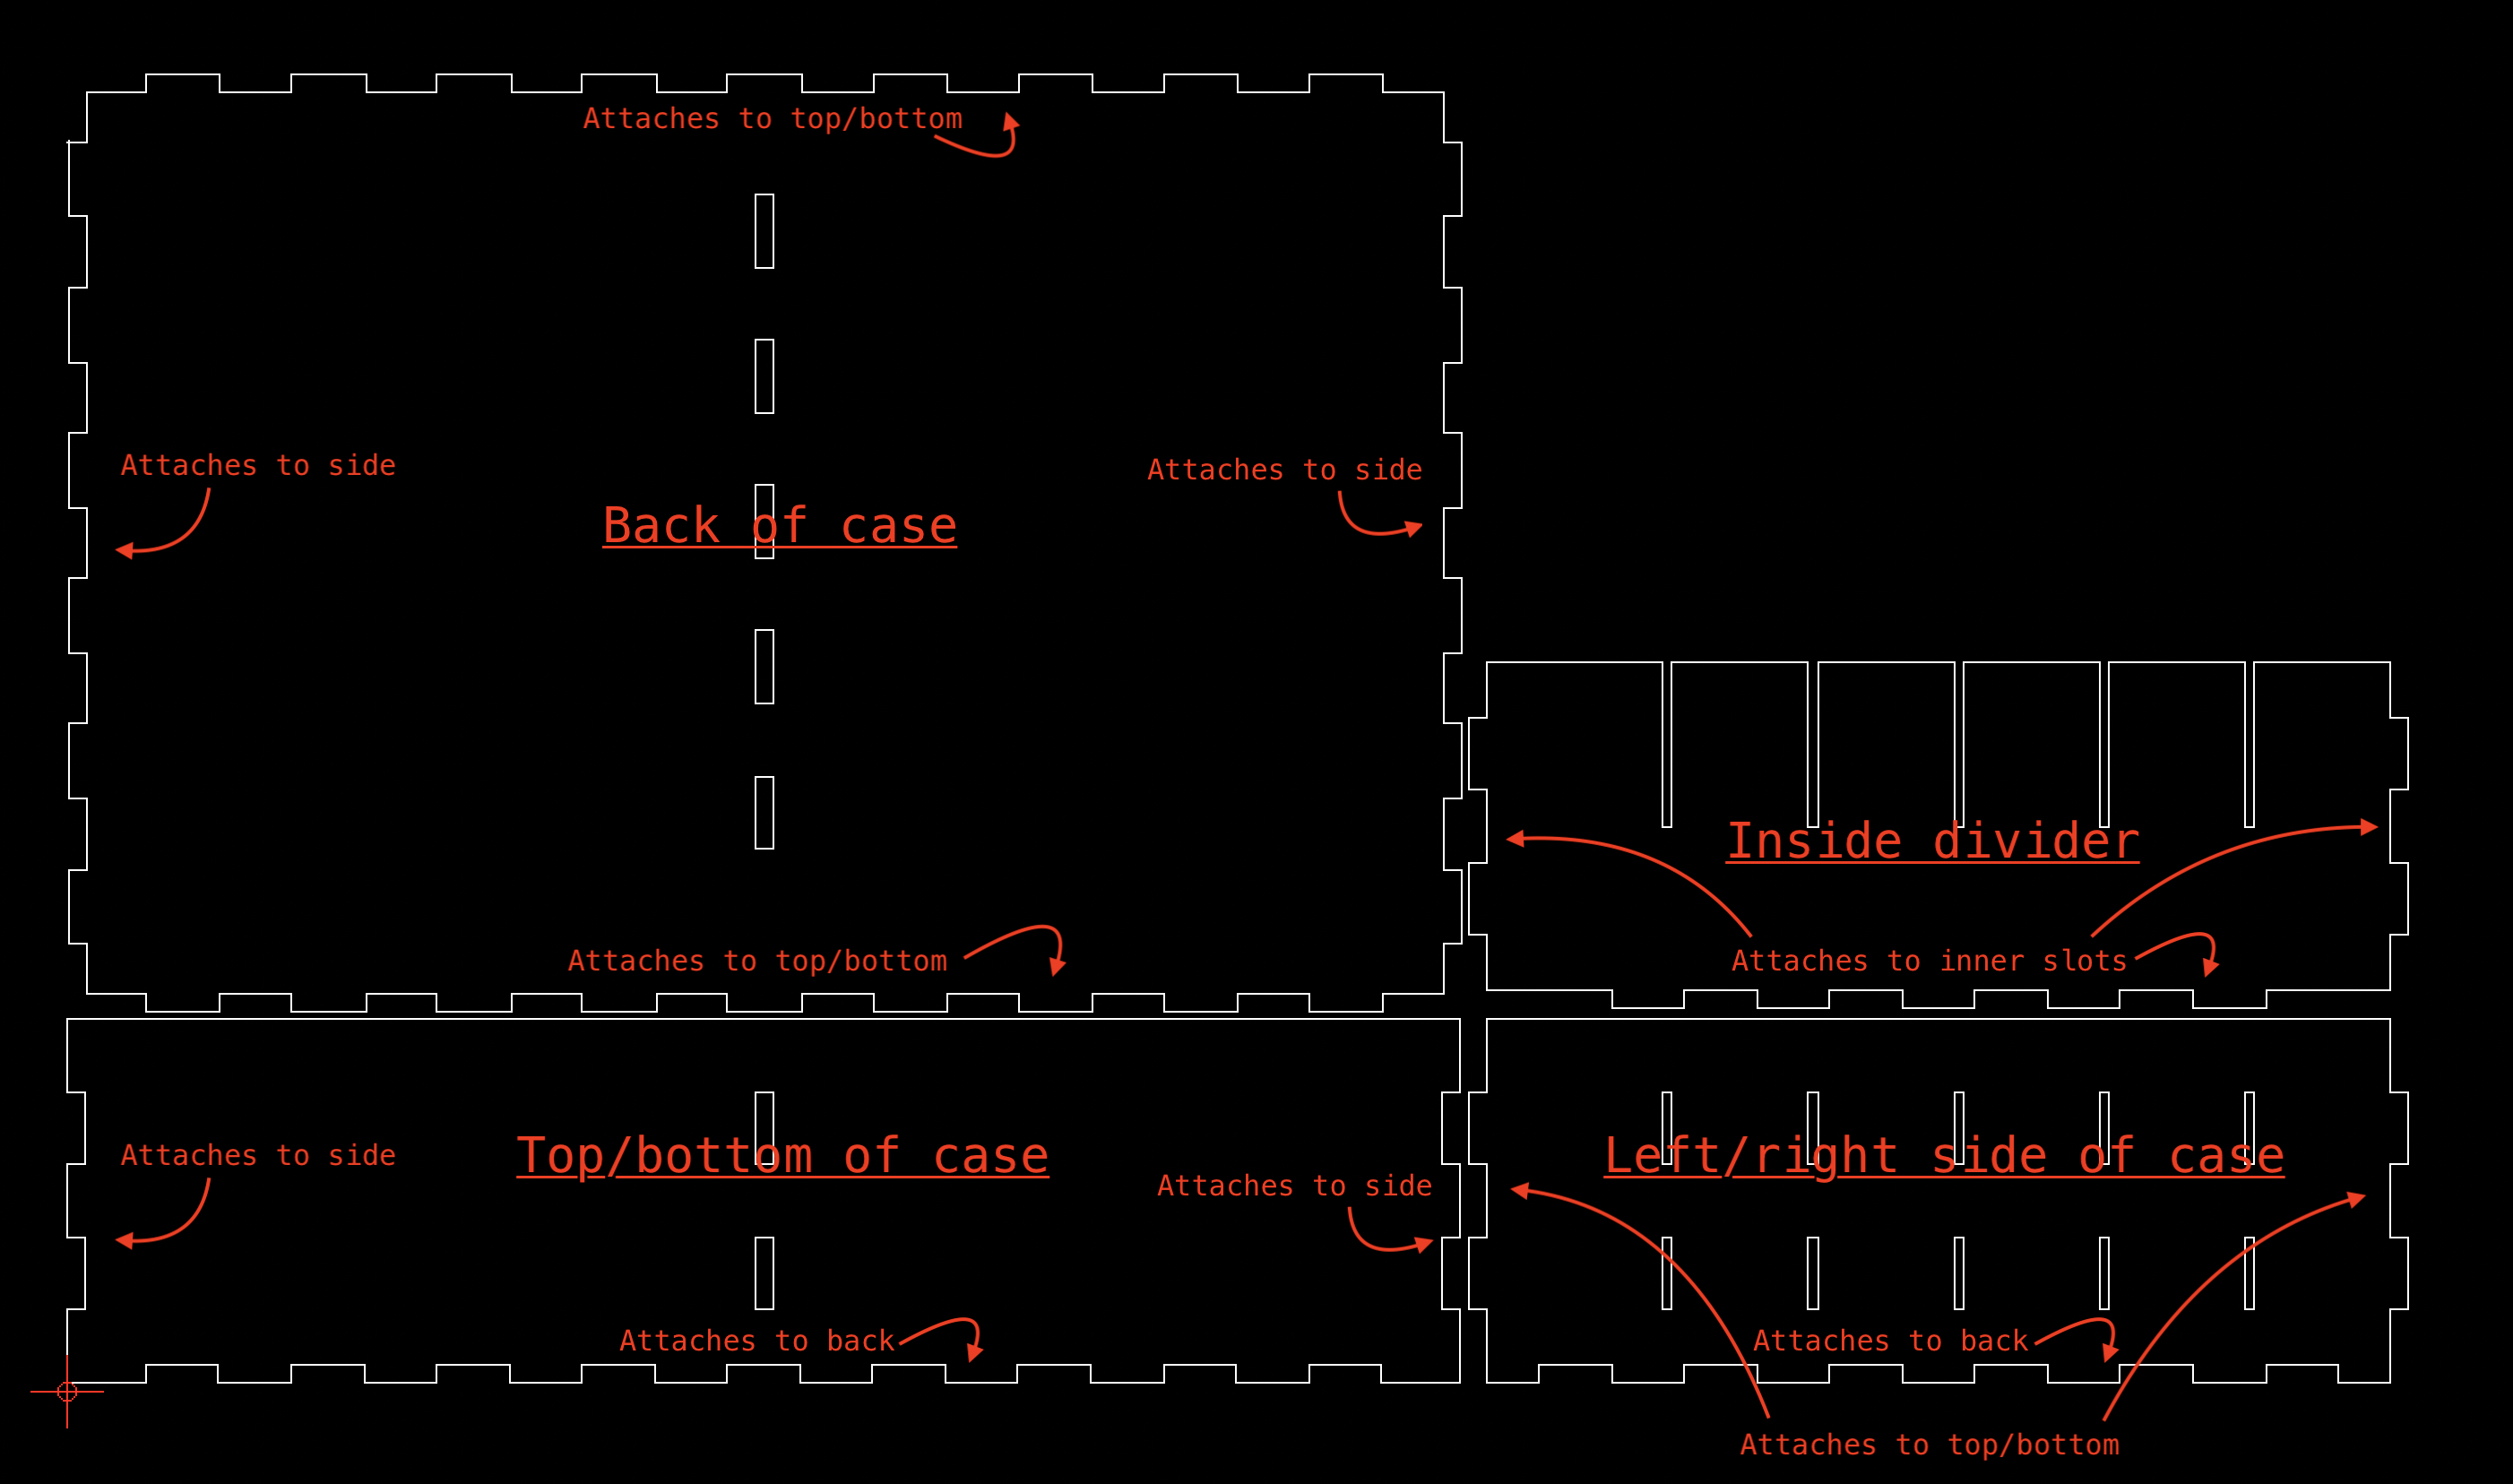 Attaches to top/bottom
Attaches to side
Attaches to side
Back of case
Attaches to top/bottom
Inside divider
Attaches to inner slots
Attaches to side
Top/bottom of case
Attaches to side
Attaches to back
Left/right side of case
Attaches to back
Attaches to top/bottom